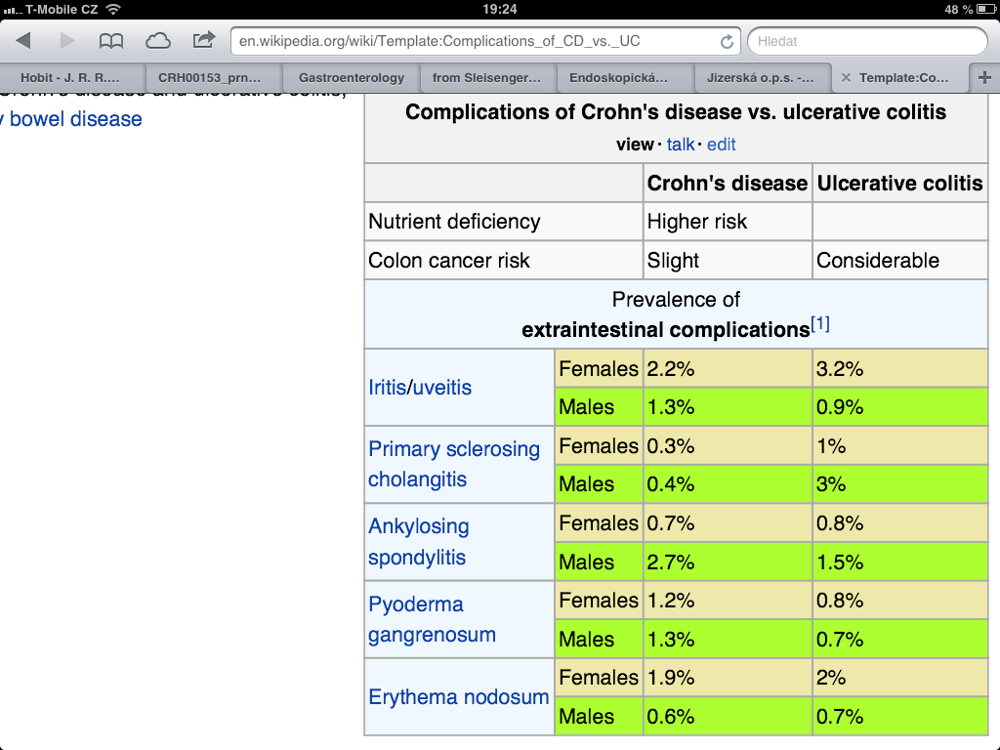 T-Mobile CZ 19:24 48 %
en.wikipedia.org/wiki/Template:Complications_of_CD_vs._UC Hledat
Hobit - J. R. R.... CRH00153_prn... Gastroenterology from Sleisenger... Endoskopická... Jizerská o.p.s. -... Template:Co...
Crohn's disease and ulcerative colitis,
y bowel disease
Complications of Crohn's disease vs. ulcerative colitis
view · talk · edit
Crohn's disease Ulcerative colitis
Nutrient deficiency Higher risk
Colon cancer risk Slight Considerable
Prevalence of
extraintestinal complications[1]
Iritis/uveitis Females 2.2% 3.2%
Males 1.3% 0.9%
Primary sclerosing cholangitis Females 0.3% 1%
Males 0.4% 3%
Ankylosing spondylitis Females 0.7% 0.8%
Males 2.7% 1.5%
Pyoderma gangrenosum Females 1.2% 0.8%
Males 1.3% 0.7%
Erythema nodosum Females 1.9% 2%
Males 0.6% 0.7%